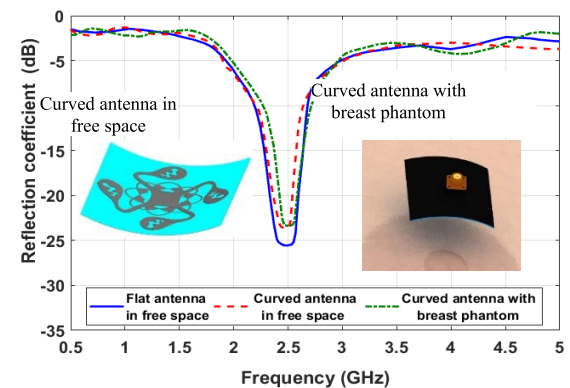 0
-5
-10
-15
-20
-25
-30
-35
Reflection coefficient (dB)
Curved antenna in
free space
Curved antenna with
breast phantom
Flat antenna
in free space
Curved antenna
in free space
Curved antenna with
breast phantom
0.5 1 1.5 2 2.5 3 3.5 4 4.5 5
Frequency (GHz)